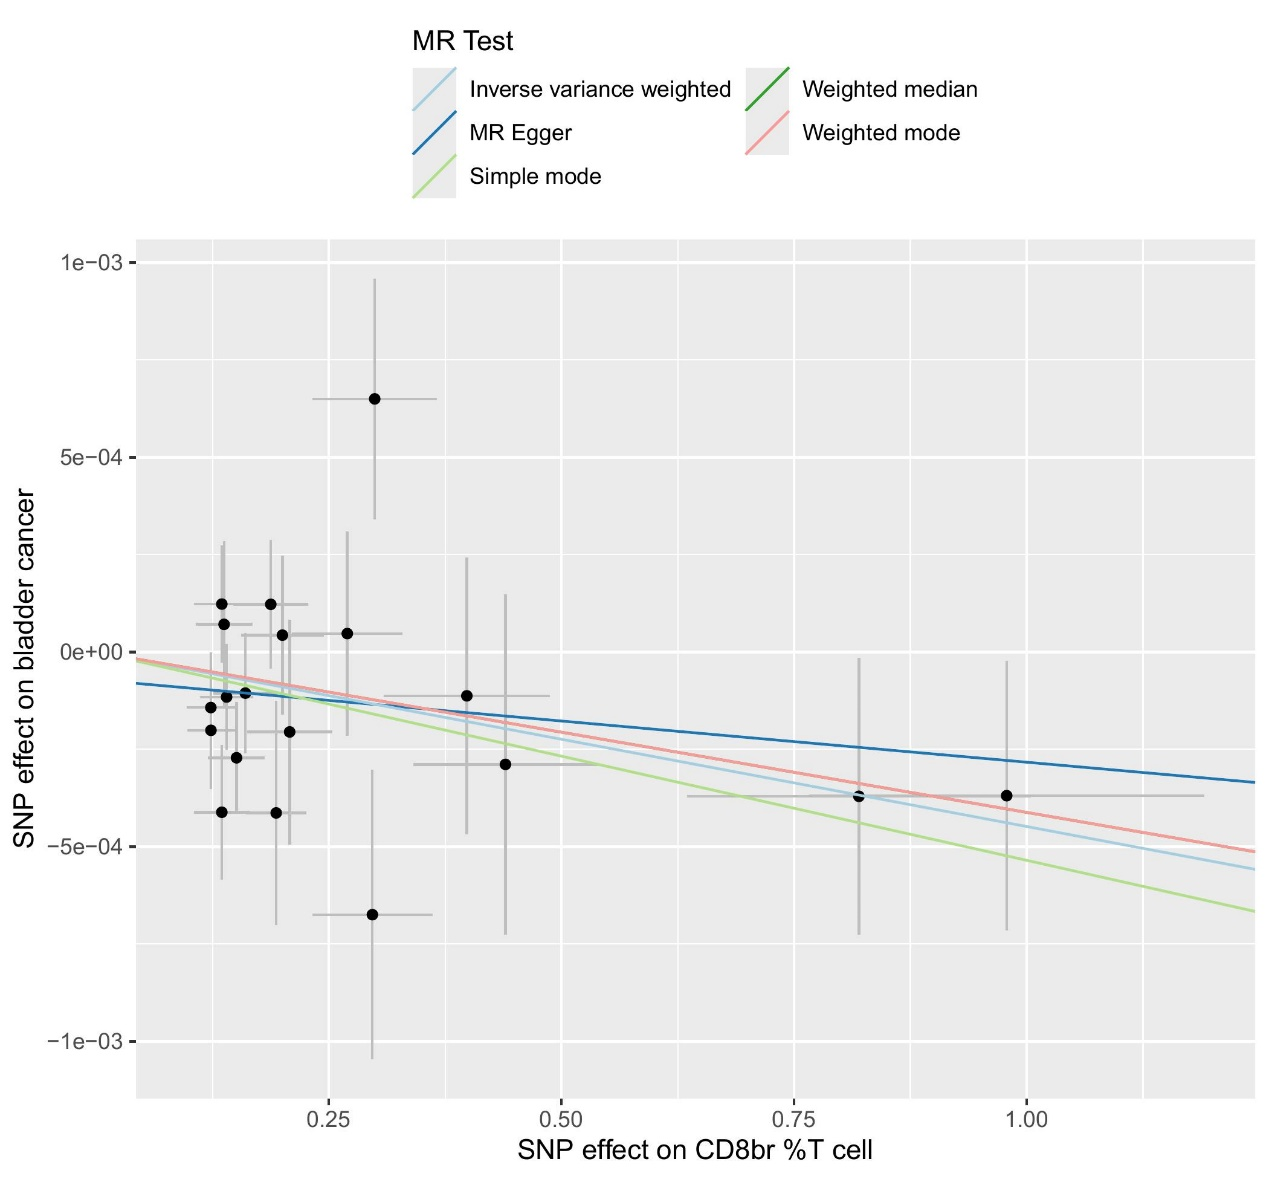 MR Test
Inverse variance weighted
Weighted median
MR Egger
Weighted mode
Simple mode
1e−03
5e−04
0e+00
−5e−04
−1e−03
SNP effect on bladder cancer
0.25 0.50 0.75 1.00
SNP effect on CD8br %T cell